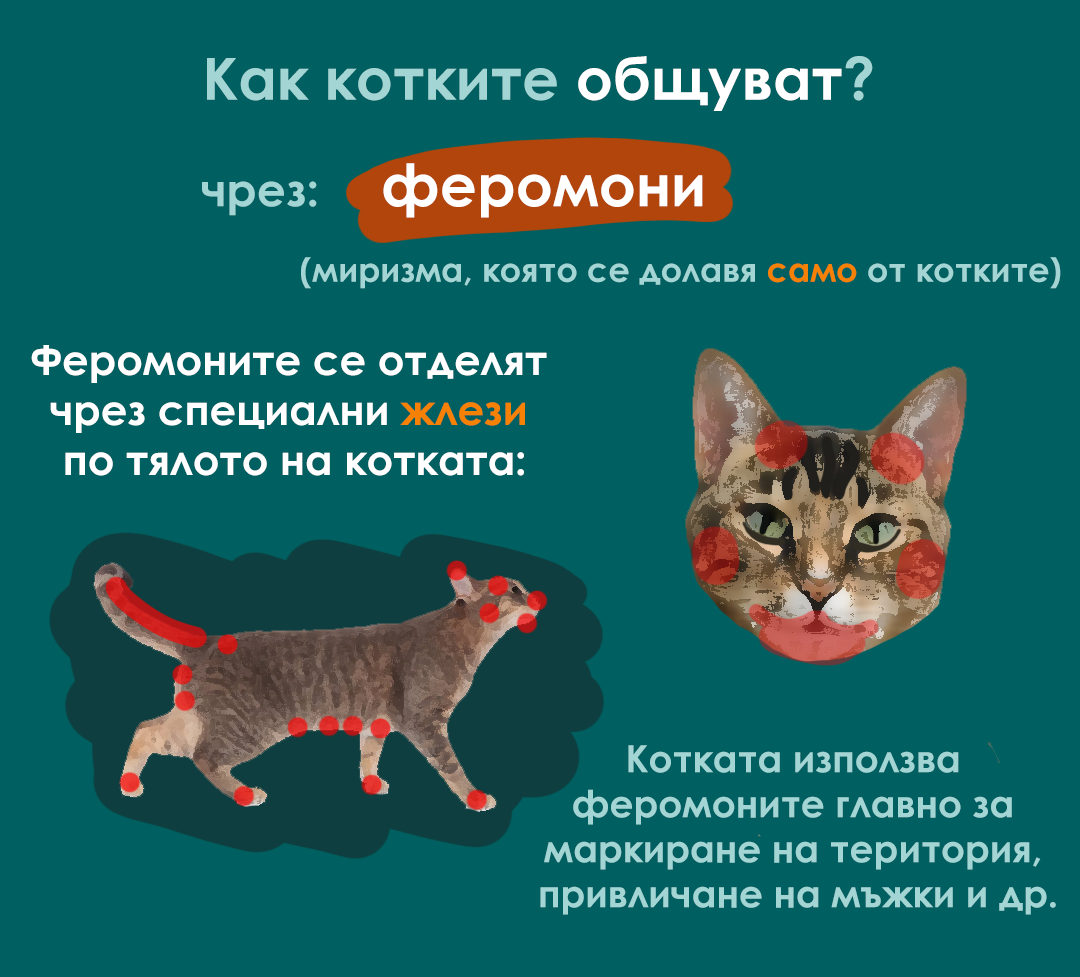 Как котките общуват?
чрез: феромони
(миризма, която се долавя само от котките)
Феромоните се отделят
чрез специални жлези
по тялото на котката:
Котката използва
феромоните главно за
маркиране на територия,
привличане на мъжки и др.